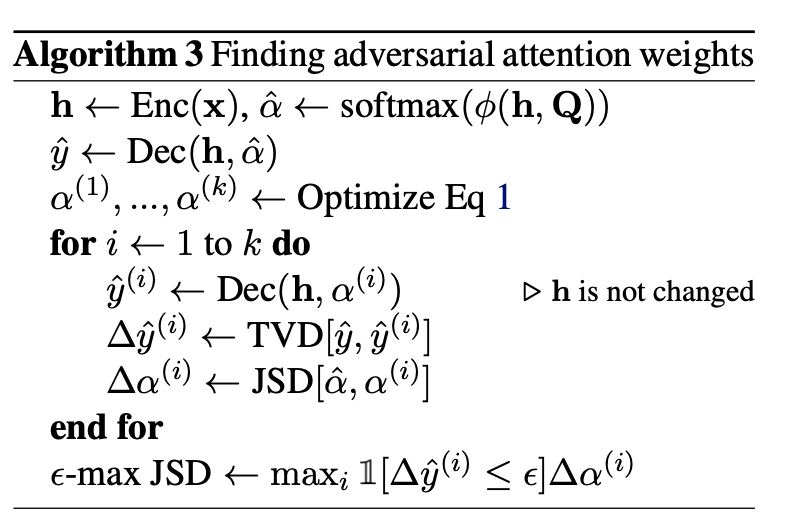 Algorithm 3 Finding adversarial attention weights
h ← Enc(x), α̂ ← softmax(φ(h, Q))
ŷ ← Dec(h, α̂)
α⁽¹⁾, ..., α⁽ᵏ⁾ ← Optimize Eq 1
for i ← 1 to k do
ŷ⁽ⁱ⁾ ← Dec(h, α⁽ⁱ⁾) ▷ h is not changed
Δŷ⁽ⁱ⁾ ← TVD[ŷ, ŷ⁽ⁱ⁾]
Δα⁽ⁱ⁾ ← JSD[α̂, α⁽ⁱ⁾]
end for
ϵ-max JSD ← maxᵢ 𝟙[Δŷ⁽ⁱ⁾ ≤ ϵ]Δα⁽ⁱ⁾